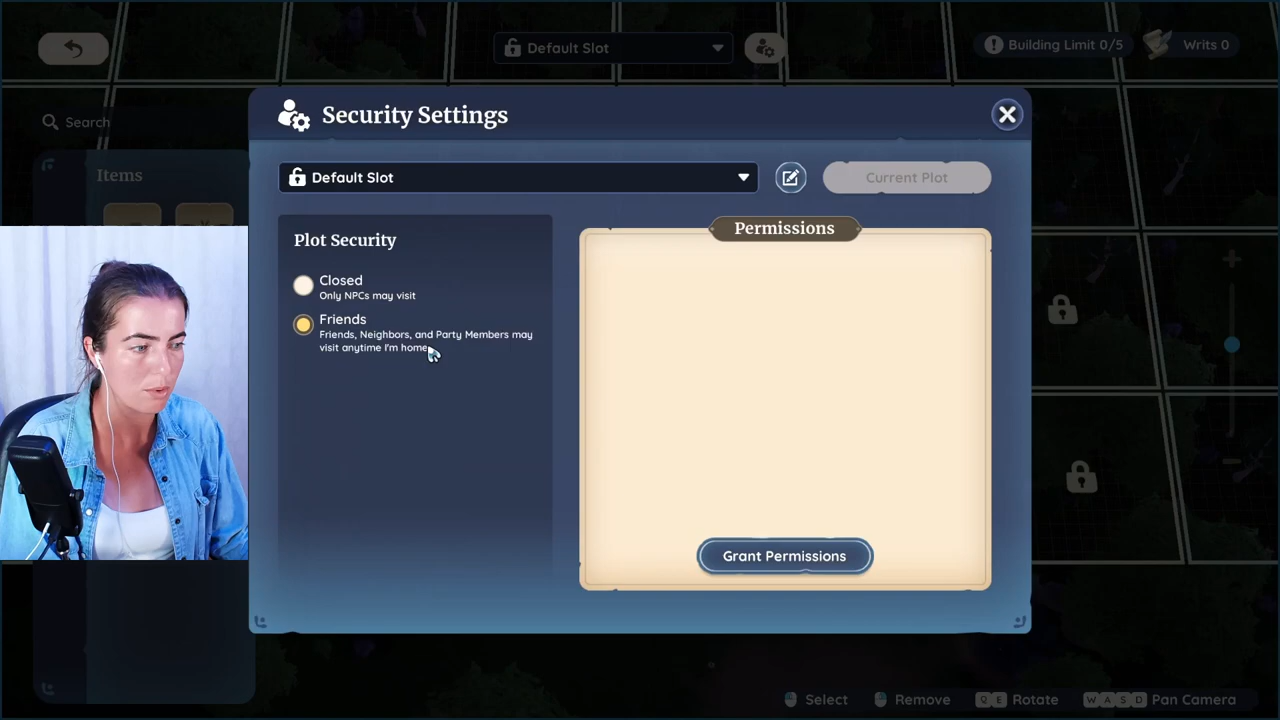 Default Slot
Building Limit 0/5
Writs 0
Search
Security Settings
Default Slot
Current Plot
Items
Plot Security
Permissions
Closed
Only NPCs may visit
Friends
Friends, Neighbors, and Party Members may
visit anytime I'm home
Grant Permissions
Select
Remove
Q E Rotate
W A S D Pan Camera